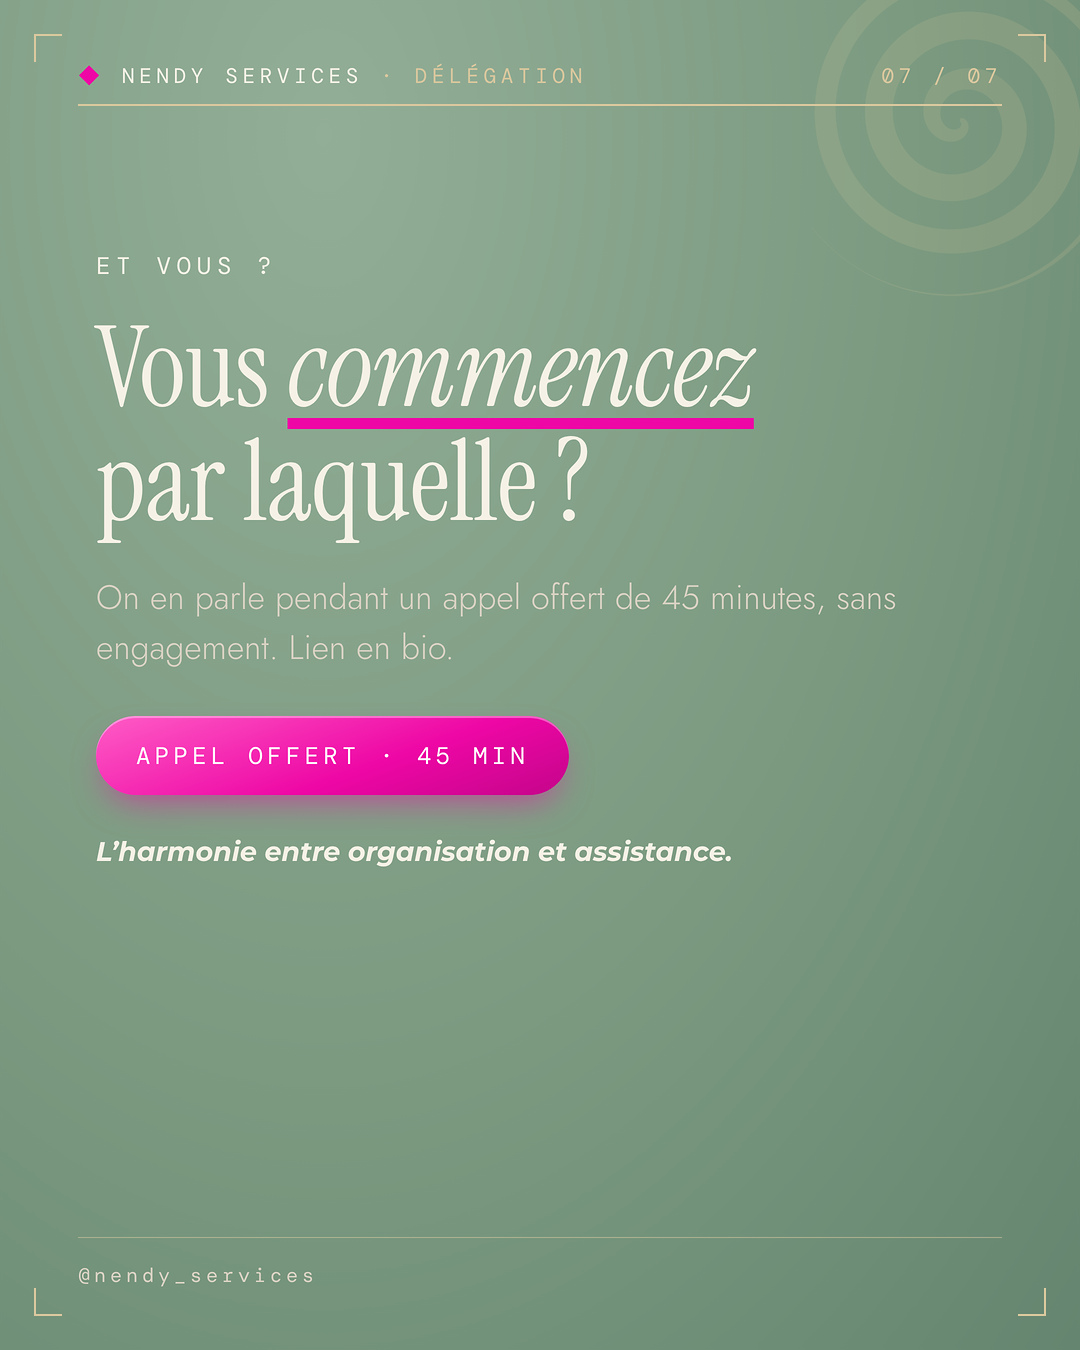 NENDY SERVICES · DÉLÉGATION
07 / 07
ET VOUS ?
Vous commencez
par laquelle ?
On en parle pendant un appel offert de 45 minutes, sans
engagement. Lien en bio.
APPEL OFFERT · 45 MIN
L’harmonie entre organisation et assistance.
@nendy_services